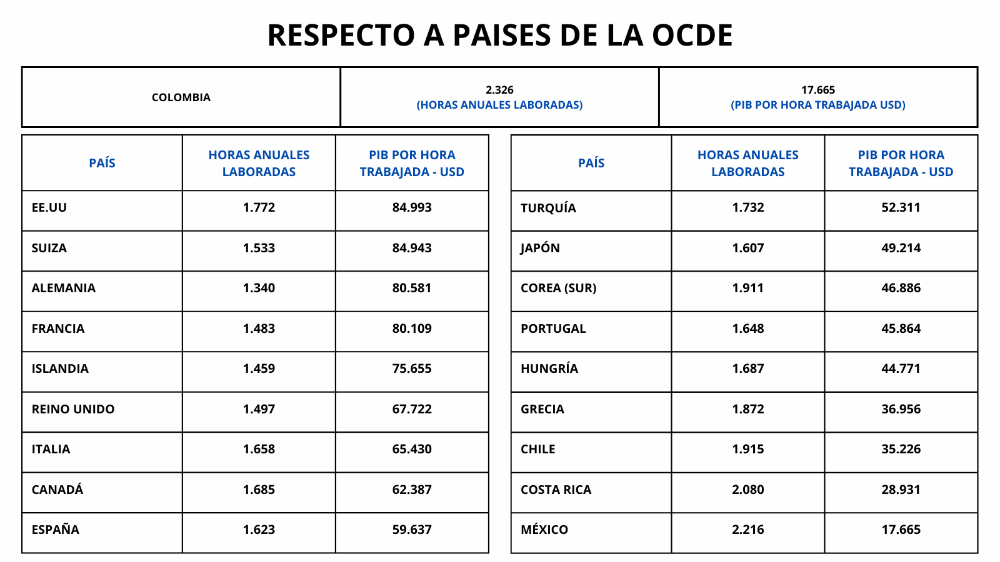 RESPECTO A PAISES DE LA OCDE
COLOMBIA
2.326
(HORAS ANUALES LABORADAS)
17.665
(PIB POR HORA TRABAJADA USD)
PAÍS
HORAS ANUALES
LABORADAS
PIB POR HORA
TRABAJADA - USD
EE.UU 1.772 84.993
SUIZA 1.533 84.943
ALEMANIA 1.340 80.581
FRANCIA 1.483 80.109
ISLANDIA 1.459 75.655
REINO UNIDO 1.497 67.722
ITALIA 1.658 65.430
CANADÁ 1.685 62.387
ESPAÑA 1.623 59.637
PAÍS
HORAS ANUALES
LABORADAS
PIB POR HORA
TRABAJADA - USD
TURQUÍA 1.732 52.311
JAPÓN 1.607 49.214
COREA (SUR) 1.911 46.886
PORTUGAL 1.648 45.864
HUNGRÍA 1.687 44.771
GRECIA 1.872 36.956
CHILE 1.915 35.226
COSTA RICA 2.080 28.931
MÉXICO 2.216 17.665